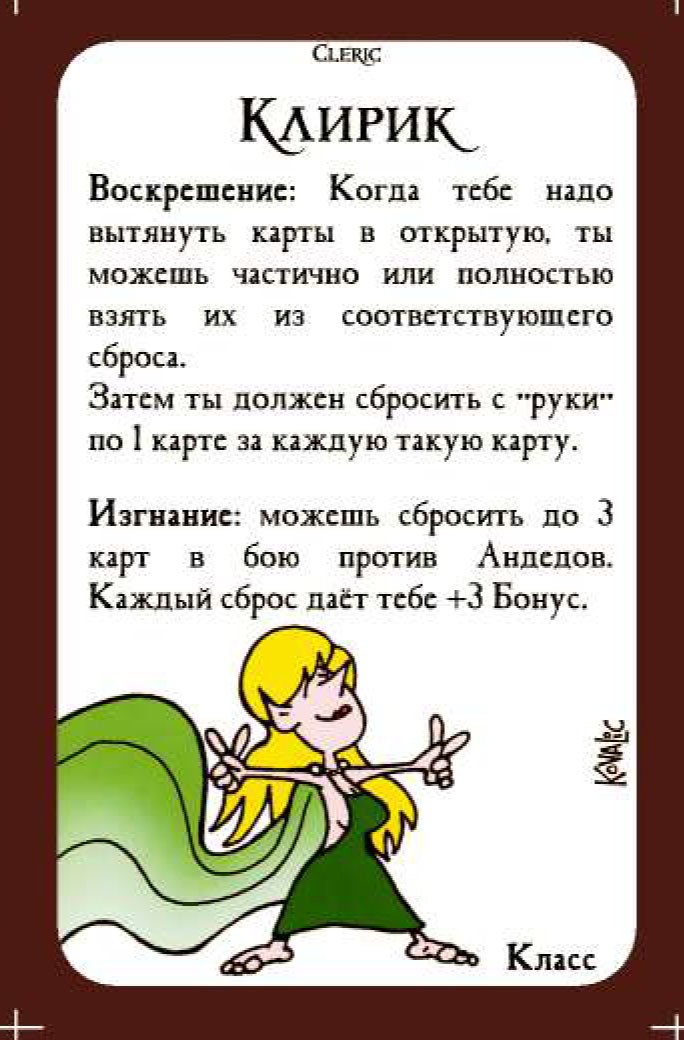 Cleric
Клирик
Воскрешение: Когда тебе надо
вытянуть карты в открытую, ты
можешь частично или полностью
взять их из соответствующего
сброса.
Затем ты должен сбросить с "руки"
по 1 карте за каждую такую карту.
Изгнание: можешь сбросить до 3
карт в бою против Андедов.
Каждый сброс даёт тебе +3 Бонус.
Kovalic
Класс